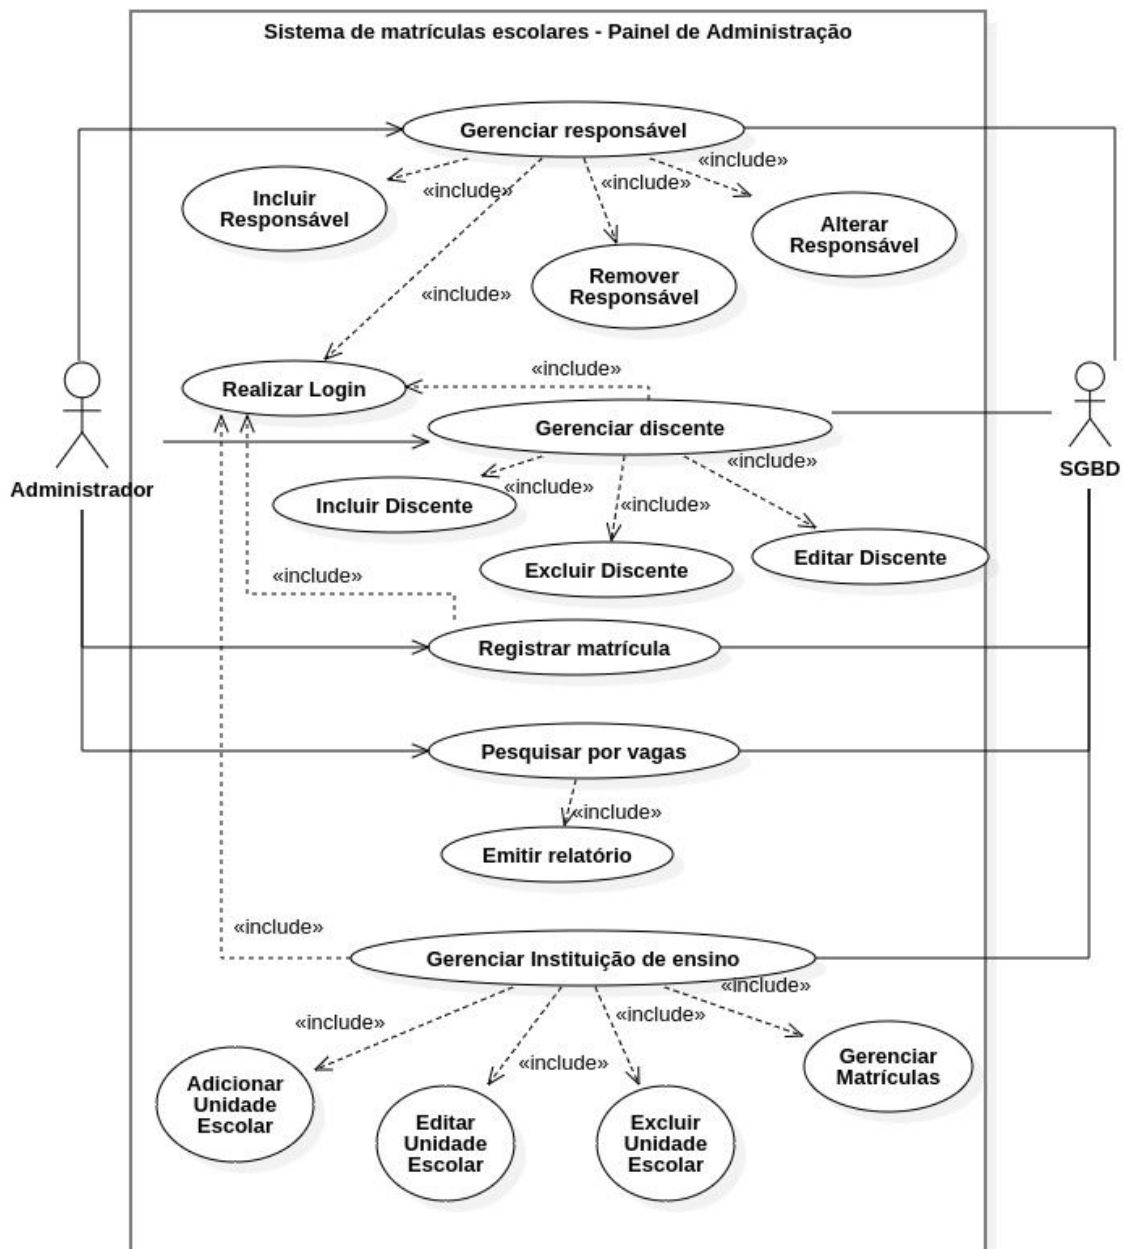 Sistema de matrículas escolares - Painel de Administração
Gerenciar responsável
«include»
«include»
«include»
Incluir
Responsável
Alterar
Responsável
Remover
Responsável
«include»
«include»
Realizar Login
Gerenciar discente
Administrador
SGBD
«include»
«include»
«include»
Incluir Discente
Excluir Discente
Editar Discente
«include»
Registrar matrícula
Pesquisar por vagas
«include»
Emitir relatório
«include»
Gerenciar Instituição de ensino
«include»
«include»
«include»
«include»
Adicionar
Unidade
Escolar
Editar
Unidade
Escolar
Excluir
Unidade
Escolar
Gerenciar
Matrículas